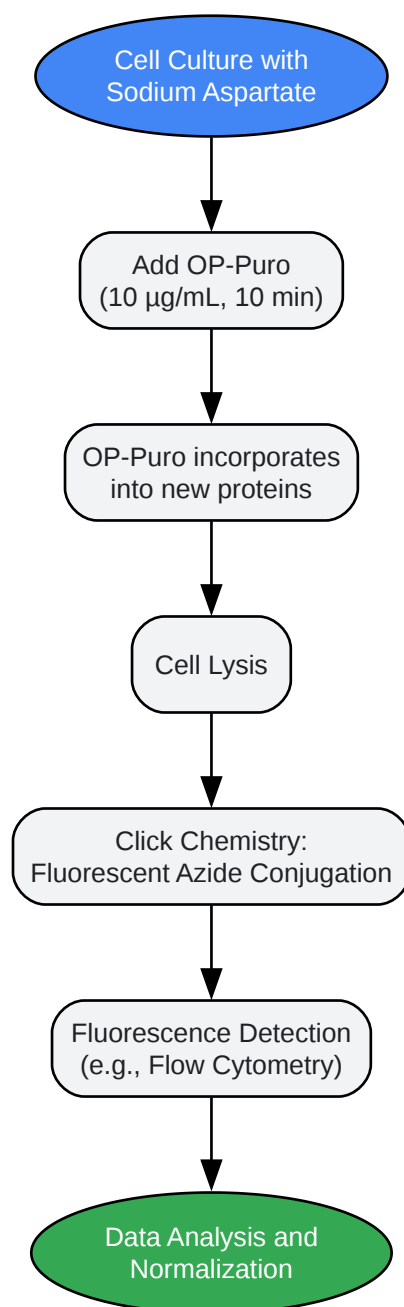 Cell Culture with
Sodium Aspartate
Add OP-Puro
(10 µg/mL, 10 min)
OP-Puro incorporates
into new proteins
Cell Lysis
Click Chemistry:
Fluorescent Azide Conjugation
Fluorescence Detection
(e.g., Flow Cytometry)
Data Analysis and
Normalization